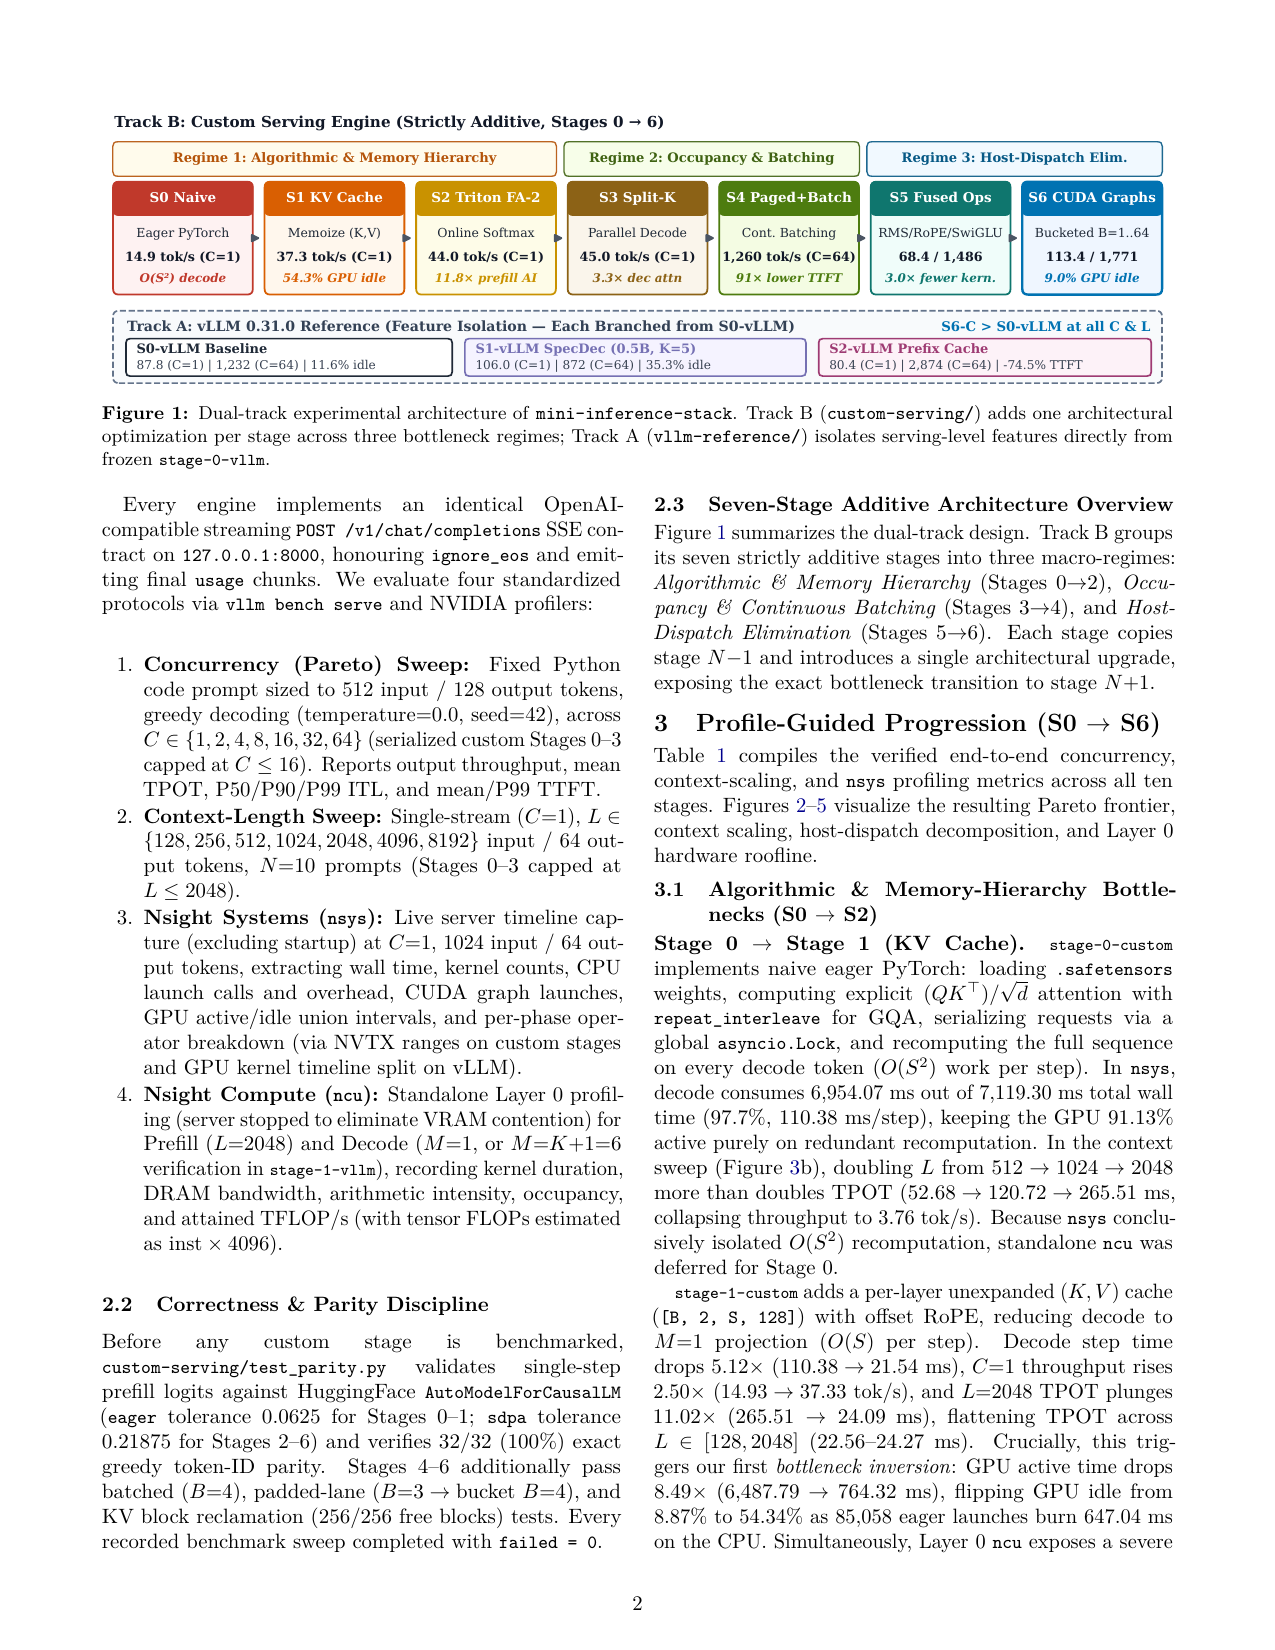 Track B: Custom Serving Engine (Strictly Additive, Stages 0 → 6)
Regime 1: Algorithmic & Memory Hierarchy
Regime 2: Occupancy & Batching
Regime 3: Host-Dispatch Elim.
S0 Naive
Eager PyTorch
14.9 tok/s (C=1)
O(S²) decode
S1 KV Cache
Memoize (K,V)
37.3 tok/s (C=1)
54.3% GPU idle
S2 Triton FA-2
Online Softmax
44.0 tok/s (C=1)
11.8× prefill AI
S3 Split-K
Parallel Decode
45.0 tok/s (C=1)
3.3× dec attn
S4 Paged+Batch
Cont. Batching
1,260 tok/s (C=64)
91× lower TTFT
S5 Fused Ops
RMS/RoPE/SwiGLU
68.4 / 1,486
3.0× fewer kern.
S6 CUDA Graphs
Bucketed B=1..64
113.4 / 1,771
9.0% GPU idle
Track A: vLLM 0.31.0 Reference (Feature Isolation — Each Branched from S0-vLLM)
S6-C > S0-vLLM at all C & L
S0-vLLM Baseline
87.8 (C=1) | 1,232 (C=64) | 11.6% idle
S1-vLLM SpecDec (0.5B, K=5)
106.0 (C=1) | 872 (C=64) | 35.3% idle
S2-vLLM Prefix Cache
80.4 (C=1) | 2,874 (C=64) | -74.5% TTFT
Figure 1: Dual-track experimental architecture of mini-inference-stack. Track B (custom-serving/) adds one architectural
optimization per stage across three bottleneck regimes; Track A (vllm-reference/) isolates serving-level features directly from
frozen stage-0-vllm.
Every engine implements an identical OpenAI-
compatible streaming POST /v1/chat/completions SSE con-
tract on 127.0.0.1:8000, honouring ignore_eos and emit-
ting final usage chunks. We evaluate four standardized
protocols via vllm bench serve and NVIDIA profilers:
1. Concurrency (Pareto) Sweep: Fixed Python
code prompt sized to 512 input / 128 output tokens,
greedy decoding (temperature=0.0, seed=42), across
C ∈ {1, 2, 4, 8, 16, 32, 64} (serialized custom Stages 0–3
capped at C ≤ 16). Reports output throughput, mean
TPOT, P50/P90/P99 ITL, and mean/P99 TTFT.
2. Context-Length Sweep: Single-stream (C=1), L ∈
{128, 256, 512, 1024, 2048, 4096, 8192} input / 64 out-
put tokens, N=10 prompts (Stages 0–3 capped at
L ≤ 2048).
3. Nsight Systems (nsys): Live server timeline cap-
ture (excluding startup) at C=1, 1024 input / 64 out-
put tokens, extracting wall time, kernel counts, CPU
launch calls and overhead, CUDA graph launches,
GPU active/idle union intervals, and per-phase oper-
ator breakdown (via NVTX ranges on custom stages
and GPU kernel timeline split on vLLM).
4. Nsight Compute (ncu): Standalone Layer 0 profil-
ing (server stopped to eliminate VRAM contention) for
Prefill (L=2048) and Decode (M=1, or M=K+1=6
verification in stage-1-vllm), recording kernel duration,
DRAM bandwidth, arithmetic intensity, occupancy,
and attained TFLOP/s (with tensor FLOPs estimated
as inst × 4096).
2.2 Correctness & Parity Discipline
Before any custom stage is benchmarked,
custom-serving/test_parity.py validates single-step
prefill logits against HuggingFace AutoModelForCausalLM
(eager tolerance 0.0625 for Stages 0–1; sdpa tolerance
0.21875 for Stages 2–6) and verifies 32/32 (100%) exact
greedy token-ID parity. Stages 4–6 additionally pass
batched (B=4), padded-lane (B=3 → bucket B=4), and
KV block reclamation (256/256 free blocks) tests. Every
recorded benchmark sweep completed with failed = 0.
2.3 Seven-Stage Additive Architecture Overview
Figure 1 summarizes the dual-track design. Track B groups
its seven strictly additive stages into three macro-regimes:
Algorithmic & Memory Hierarchy (Stages 0→2), Occu-
pancy & Continuous Batching (Stages 3→4), and Host-
Dispatch Elimination (Stages 5→6). Each stage copies
stage N−1 and introduces a single architectural upgrade,
exposing the exact bottleneck transition to stage N+1.
3 Profile-Guided Progression (S0 → S6)
Table 1 compiles the verified end-to-end concurrency,
context-scaling, and nsys profiling metrics across all ten
stages. Figures 2–5 visualize the resulting Pareto frontier,
context scaling, host-dispatch decomposition, and Layer 0
hardware roofline.
3.1 Algorithmic & Memory-Hierarchy Bottle-
necks (S0 → S2)
Stage 0 → Stage 1 (KV Cache). stage-0-custom
implements naive eager PyTorch: loading .safetensors
weights, computing explicit (QK⊤)/√d attention with
repeat_interleave for GQA, serializing requests via a
global asyncio.Lock, and recomputing the full sequence
on every decode token (O(S²) work per step). In nsys,
decode consumes 6,954.07 ms out of 7,119.30 ms total wall
time (97.7%, 110.38 ms/step), keeping the GPU 91.13%
active purely on redundant recomputation. In the context
sweep (Figure 3b), doubling L from 512 → 1024 → 2048
more than doubles TPOT (52.68 → 120.72 → 265.51 ms,
collapsing throughput to 3.76 tok/s). Because nsys conclu-
sively isolated O(S²) recomputation, standalone ncu was
deferred for Stage 0.
stage-1-custom adds a per-layer unexpanded (K, V) cache
([B, 2, S, 128]) with offset RoPE, reducing decode to
M=1 projection (O(S) per step). Decode step time
drops 5.12× (110.38 → 21.54 ms), C=1 throughput rises
2.50× (14.93 → 37.33 tok/s), and L=2048 TPOT plunges
11.02× (265.51 → 24.09 ms), flattening TPOT across
L ∈ [128, 2048] (22.56–24.27 ms). Crucially, this trig-
gers our first bottleneck inversion: GPU active time drops
8.49× (6,487.79 → 764.32 ms), flipping GPU idle from
8.87% to 54.34% as 85,058 eager launches burn 647.04 ms
on the CPU. Simultaneously, Layer 0 ncu exposes a severe
2